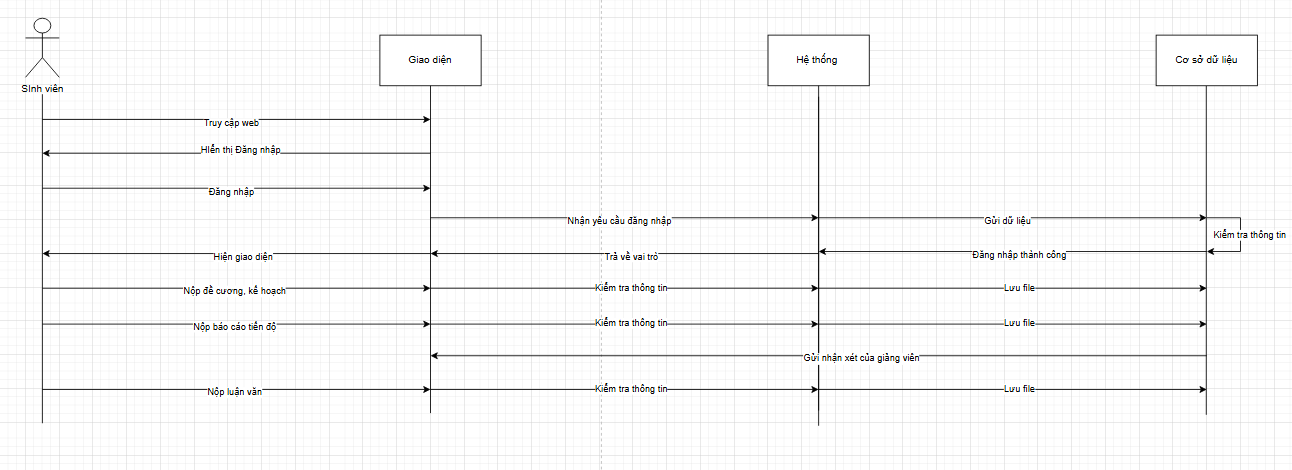 Giao diện
Hệ thống
Cơ sở dữ liệu
SInh viên
Truy cập web
HIển thị Đăng nhập
Đăng nhập
Nhận yêu cầu đăng nhập
Gửi dữ liệu
Kiểm tra thông tin
Hiện giao diện
Trả về vai trò
Đăng nhập thành công
Nộp đề cương, kế hoạch
Kiểm tra thông tin
Lưu file
Nộp báo cáo tiến độ
Kiểm tra thông tin
Lưu file
Gửi nhận xét của giảng viên
Nộp luận văn
Kiểm tra thông tin
Lưu file